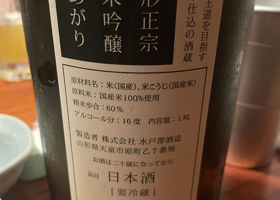 王道を目指す
仕込の酒蔵
形正宗
米吟醸
あがり
原材料名：米（国産）、米こうじ（国産米）
原料米：国産米100%使用
精米歩合：60%
アルコール分：16度 内容量：1.8L
製造者 株式会社 水戸部酒造
山形県天童市原町乙7番地
お酒は二十歳になってから
品目 日本酒
［要冷蔵］